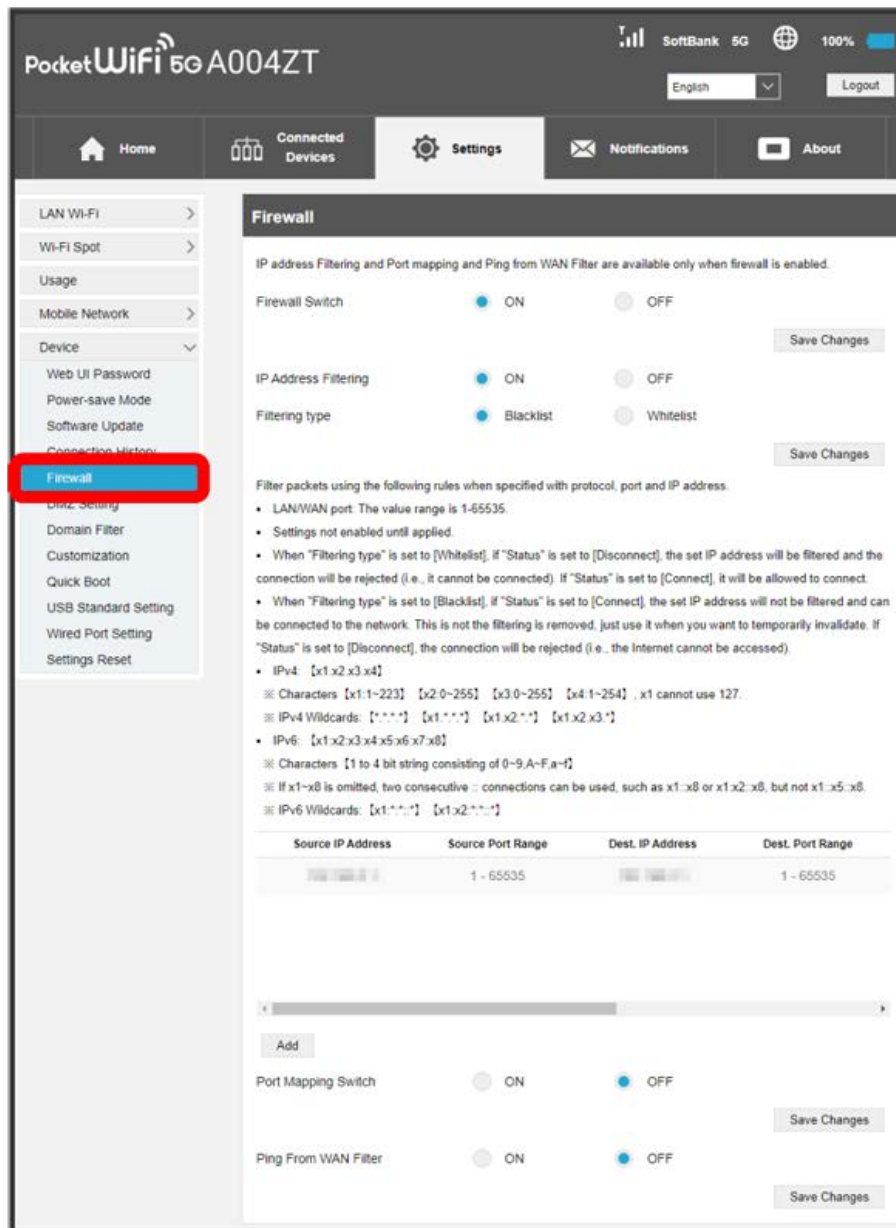 Pocket WiFi 5G A004ZT
SoftBank 5G 100%
English Logout
Home Connected Devices Settings Notifications About
LAN Wi-Fi
Wi-Fi Spot
Usage
Mobile Network
Device
Web UI Password
Power-save Mode
Software Update
Connection History
Firewall
DMZ Setting
Domain Filter
Customization
Quick Boot
USB Standard Setting
Wired Port Setting
Settings Reset
Firewall
IP address Filtering and Port mapping and Ping from WAN Filter are available only when firewall is enabled.
Firewall Switch ON OFF
Save Changes
IP Address Filtering ON OFF
Filtering type Blacklist Whitelist
Save Changes
Filter packets using the following rules when specified with protocol, port and IP address.
• LAN/WAN port: The value range is 1-65535.
• Settings not enabled until applied.
• When "Filtering type" is set to [Whitelist], if "Status" is set to [Disconnect], the set IP address will be filtered and the
connection will be rejected (i.e., it cannot be connected). If "Status" is set to [Connect], it will be allowed to connect.
• When "Filtering type" is set to [Blacklist], if "Status" is set to [Connect], the set IP address will not be filtered and can
be connected to the network. This is not the filtering is removed, just use it when you want to temporarily invalidate. If
"Status" is set to [Disconnect], the connection will be rejected (i.e., the Internet cannot be accessed).
• IPv4: 【x1.x2.x3.x4】
※ Characters【x1:1~223】【x2:0~255】【x3:0~255】【x4:1~254】, x1 cannot use 127.
※ IPv4 Wildcards:【*.*.*.*】【x1.*.*.*】【x1.x2.*.*】【x1.x2.x3.*】
• IPv6: 【x1:x2:x3:x4:x5:x6:x7:x8】
※ Characters【1 to 4 bit string consisting of 0~9,A~F,a~f】
※ If x1~x8 is omitted, two consecutive :: connections can be used, such as x1::x8 or x1:x2::x8, but not x1::x5::x8.
※ IPv6 Wildcards:【x1:*:*::*】【x1:x2:*:*::*】
Source IP Address Source Port Range Dest. IP Address Dest. Port Range
1 - 65535 1 - 65535
Add
Port Mapping Switch ON OFF
Save Changes
Ping From WAN Filter ON OFF
Save Changes